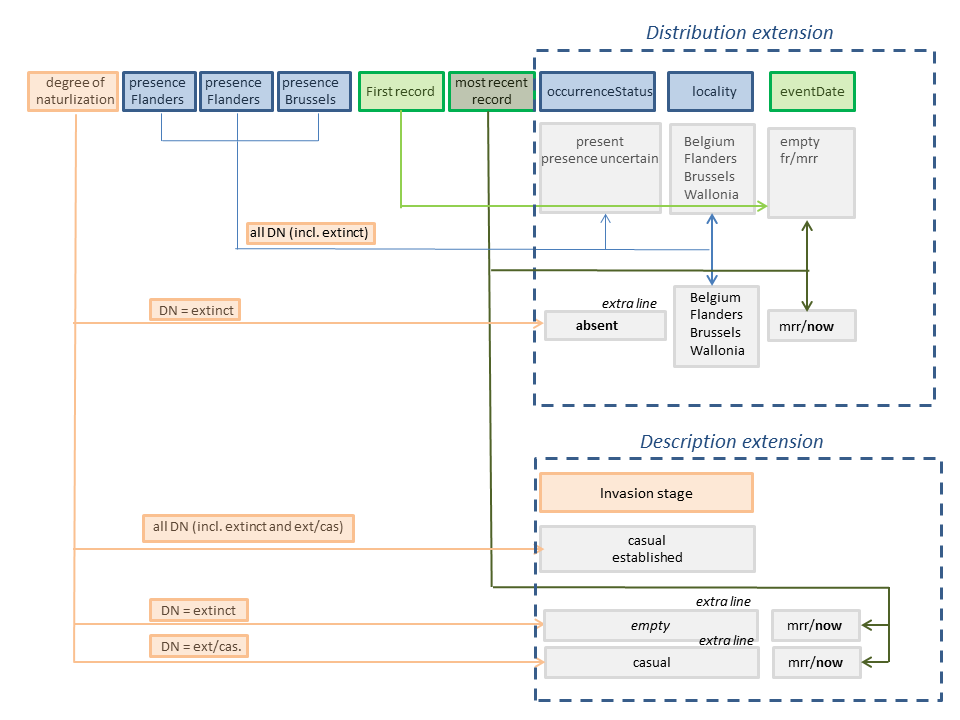 Distribution extension
degree of
naturlization
presence
Flanders
presence
Flanders
presence
Brussels
First record
most recent
record
occurrenceStatus
locality
eventDate
present
presence uncertain
Belgium
Flanders
Brussels
Wallonia
empty
fr/mrr
all DN (incl. extinct)
DN = extinct
extra line
absent
Belgium
Flanders
Brussels
Wallonia
mrr/now
Description extension
Invasion stage
all DN (incl. extinct and ext/cas)
casual
established
DN = extinct
extra line
empty
mrr/now
DN = ext/cas.
extra line
casual
mrr/now